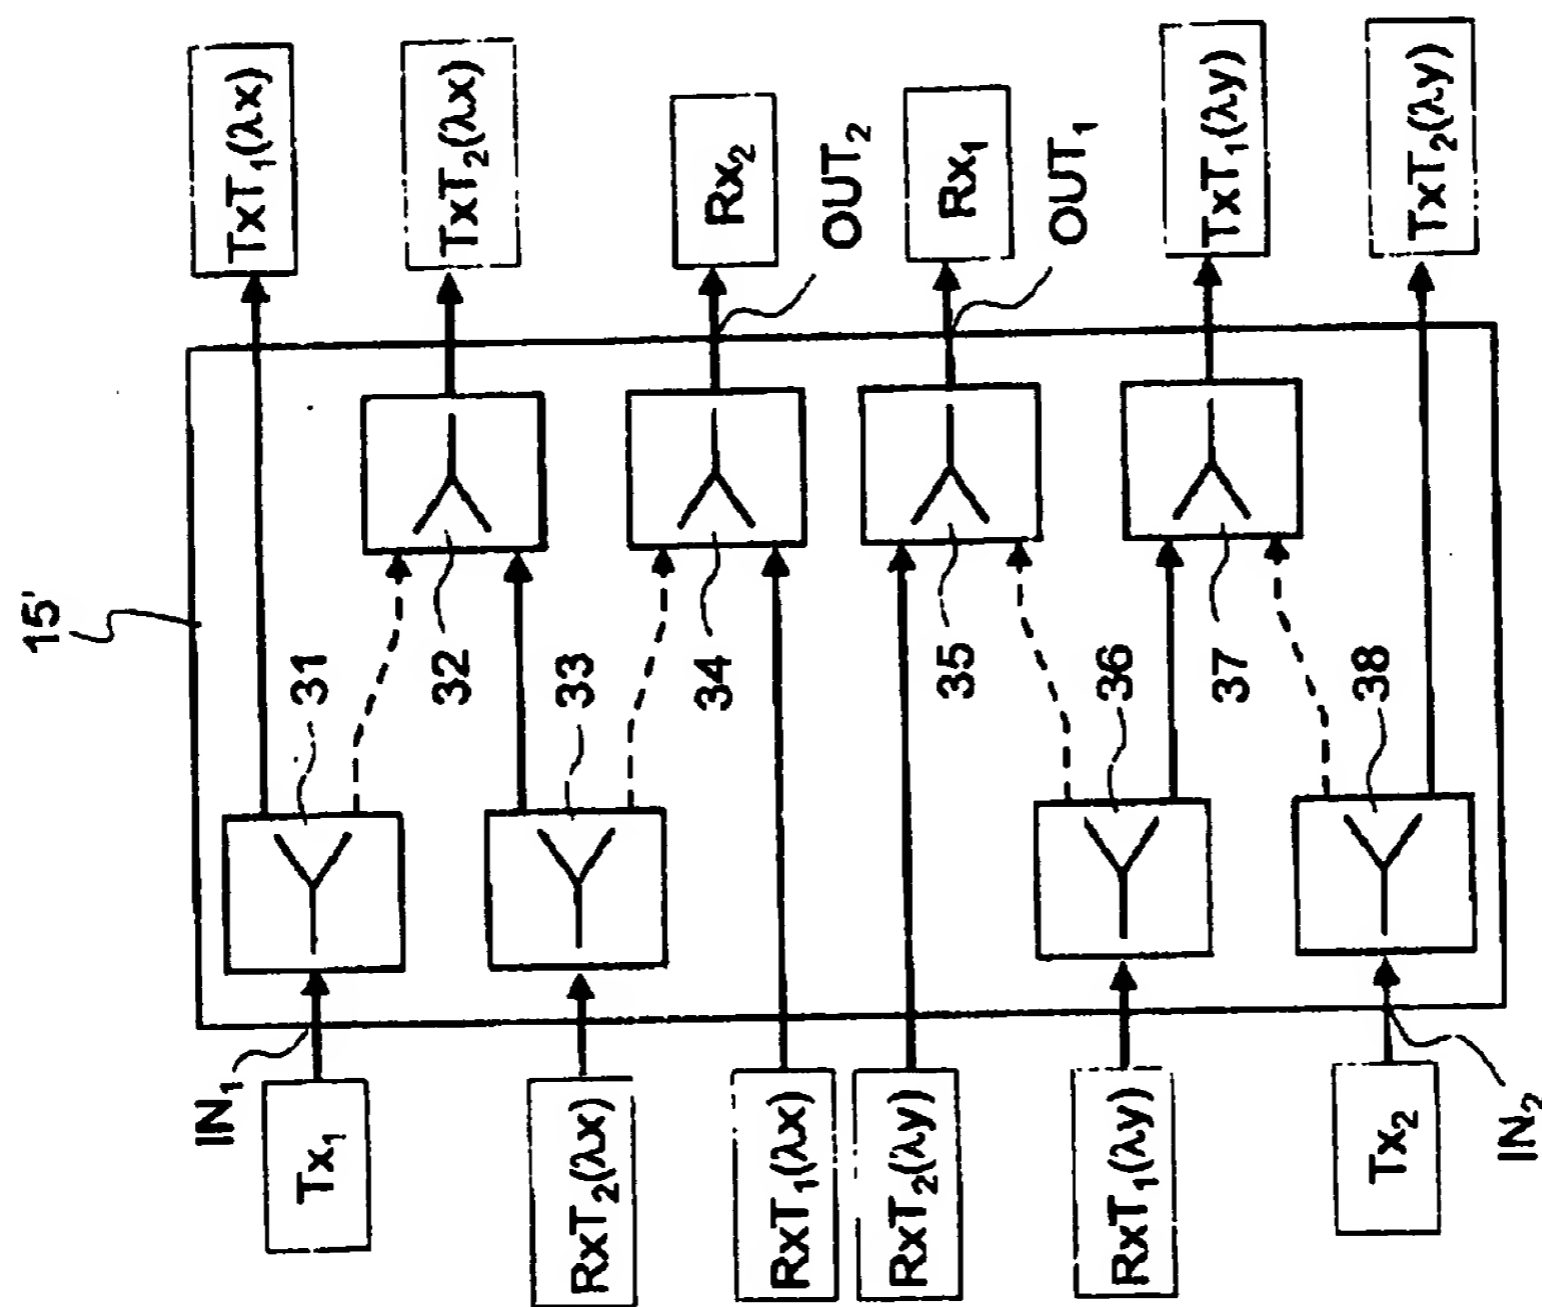 15'
TxT1(λx)
TxT2(λx)
Rx2
OUT2
Rx1
OUT1
TxT1(λy)
TxT2(λy)
31
32
33
34
35
36
37
38
IN1
Tx1
RxT2(λx)
RxT1(λx)
RxT2(λy)
RxT1(λy)
Tx2
IN2